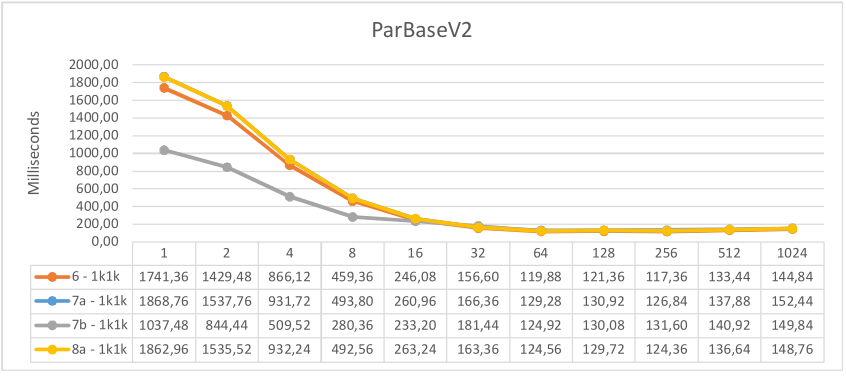 ParBaseV2
Milliseconds
2000,00
1800,00
1600,00
1400,00
1200,00
1000,00
800,00
600,00
400,00
200,00
0,00
1 2 4 8 16 32 64 128 256 512 1024
6 - 1k1k 1741,36 1429,48 866,12 459,36 246,08 156,60 119,88 121,36 117,36 133,44 144,84
7a - 1k1k 1868,76 1537,76 931,72 493,80 260,96 166,36 129,28 130,92 126,84 137,88 152,44
7b - 1k1k 1037,48 844,44 509,52 280,36 233,20 181,44 124,92 130,08 131,60 140,92 149,84
8a - 1k1k 1862,96 1535,52 932,24 492,56 263,24 163,36 124,56 129,72 124,36 136,64 148,76